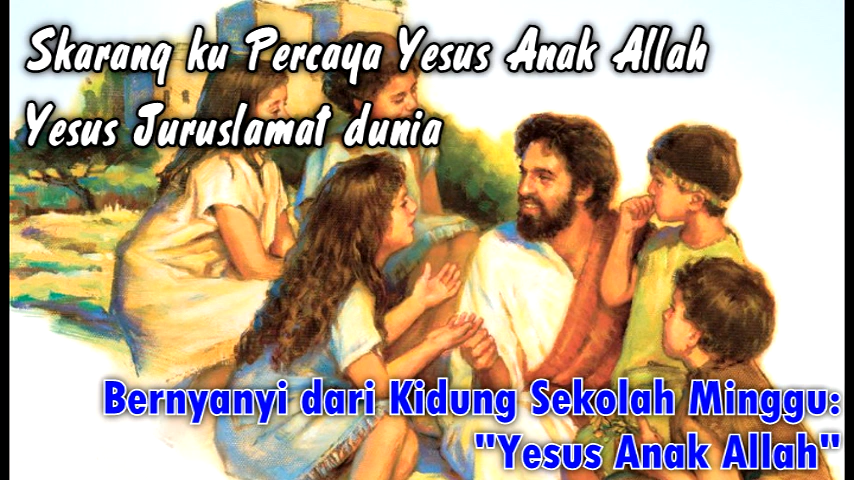 Skarang ku Percaya Yesus Anak Allah
Yesus Juruslamat dunia
Bernyanyi dari Kidung Sekolah Minggu:
"Yesus Anak Allah"